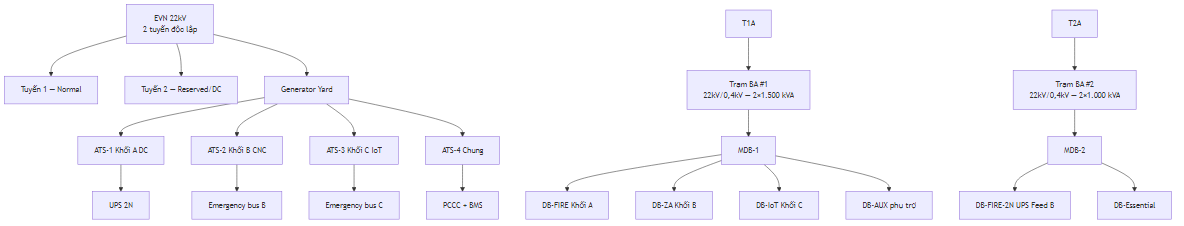 EVN 22kV
2 tuyến độc lập
T1A
T2A
Tuyến 1 — Normal
Tuyến 2 — Reserved/DC
Generator Yard
Trạm BA #1
22kV/0,4kV — 2×1.500 kVA
Trạm BA #2
22kV/0,4kV — 2×1.000 kVA
ATS-1 Khối A DC
ATS-2 Khối B CNC
ATS-3 Khối C IoT
ATS-4 Chung
MDB-1
MDB-2
UPS 2N
Emergency bus B
Emergency bus C
PCCC + BMS
DB-FIRE Khối A
DB-ZA Khối B
DB-IoT Khối C
DB-AUX phụ trợ
DB-FIRE-2N UPS Feed B
DB-Essential